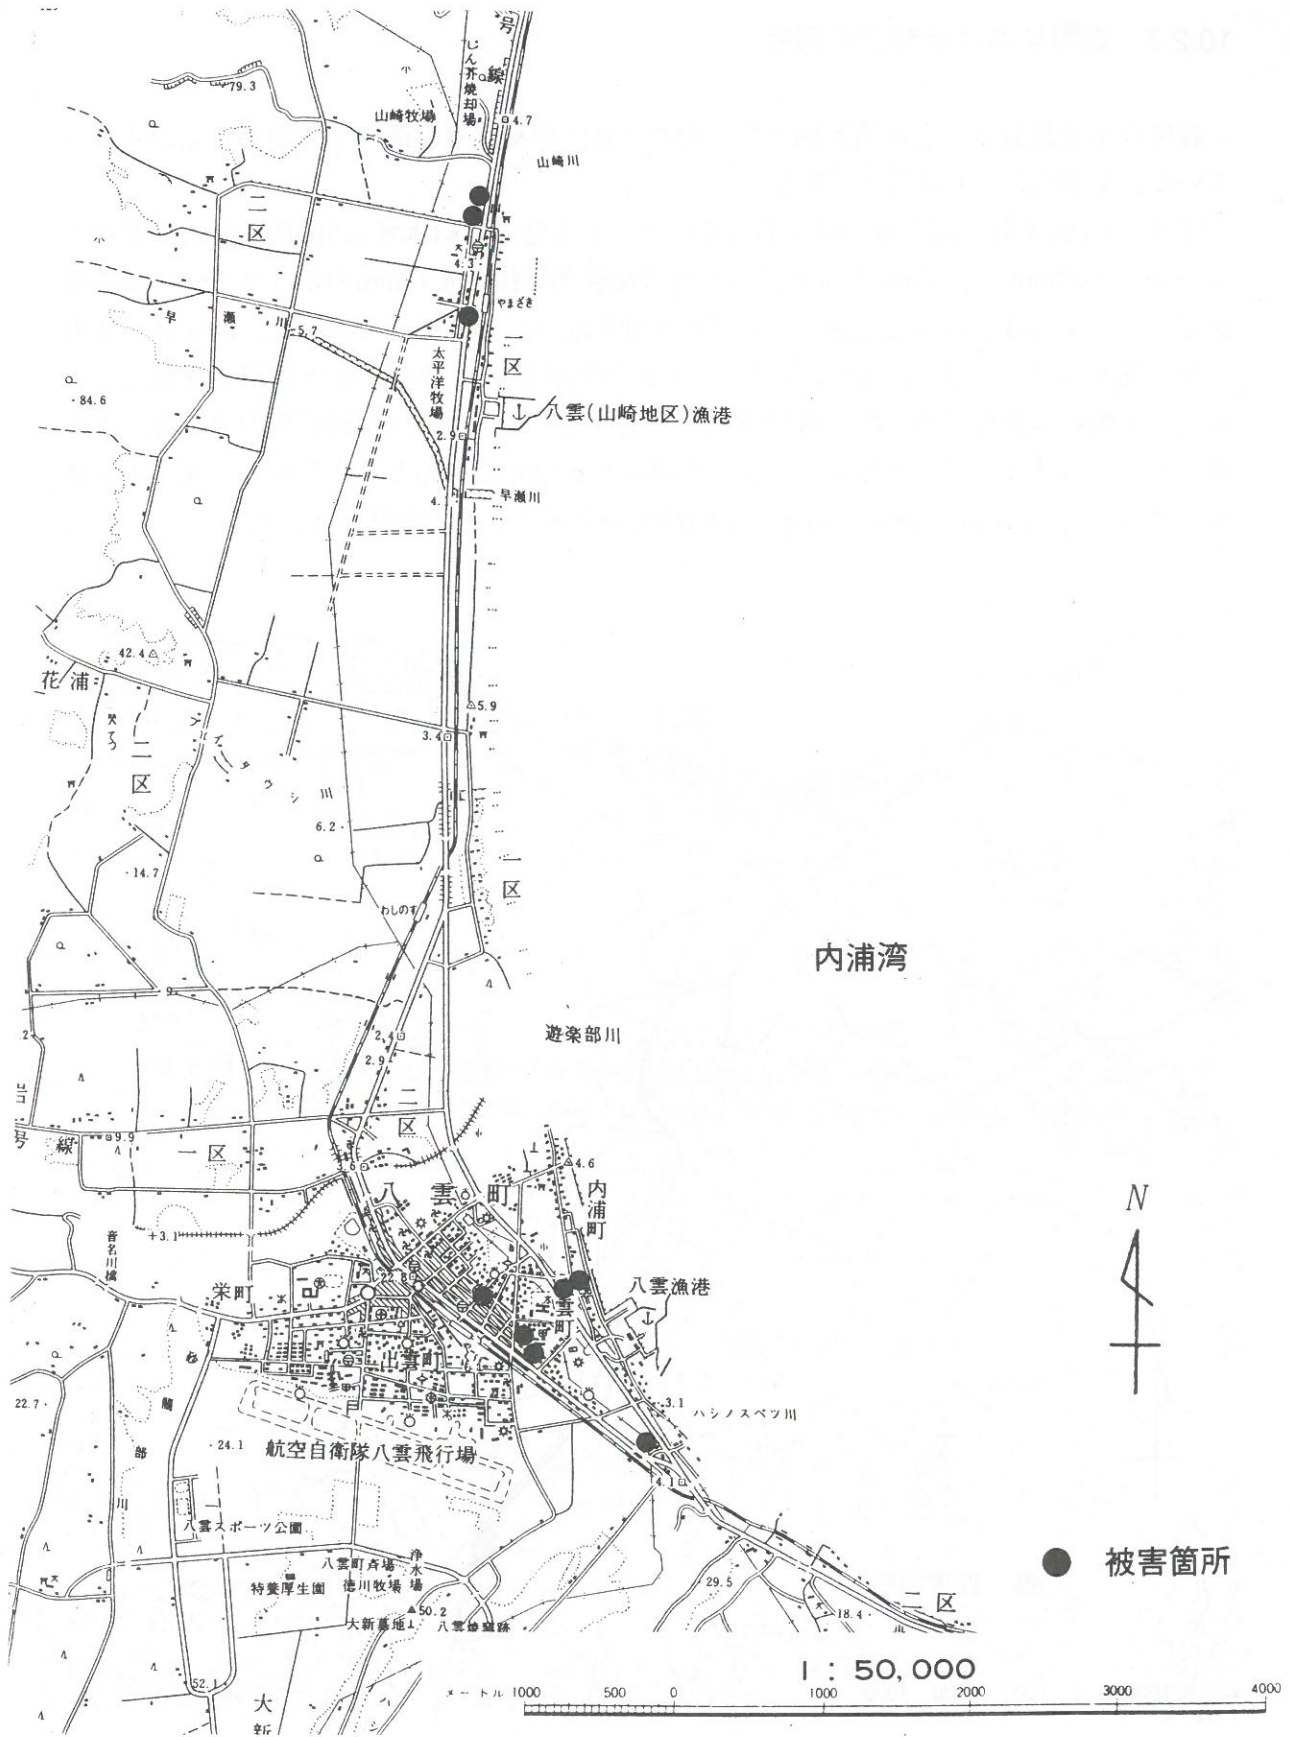 号
線
じん芥焼却場
79.3
山崎牧場
4.7
山崎川
二区
4.3
やまざき
早瀬川
5.7
一区
太平洋牧場
84.6
八雲(山崎地区)漁港
2.9
早瀬川
42.4
花浦
5.9
3.4
二区
川
6.2
14.7
一区
わしのす
内浦湾
遊楽部川
2.4
2.9
二区
号線
9.9
一区
3.6
八雲町
4.6
内浦町
N
+3.1
音名川橋
栄町
22.8
八雲漁港
出雲町
3.1
ハシノスベツ川
22.7
24.1
航空自衛隊八雲飛行場
部
川
4.1
八雲スポーツ公園
八雲町斉場
浄水場
特養厚生園
徳川牧場
50.2
大新墓地
29.5
二区
18.4
被害箇所
52.1
大新
1:50,000
メートル 1000 500 0 1000 2000 3000 4000